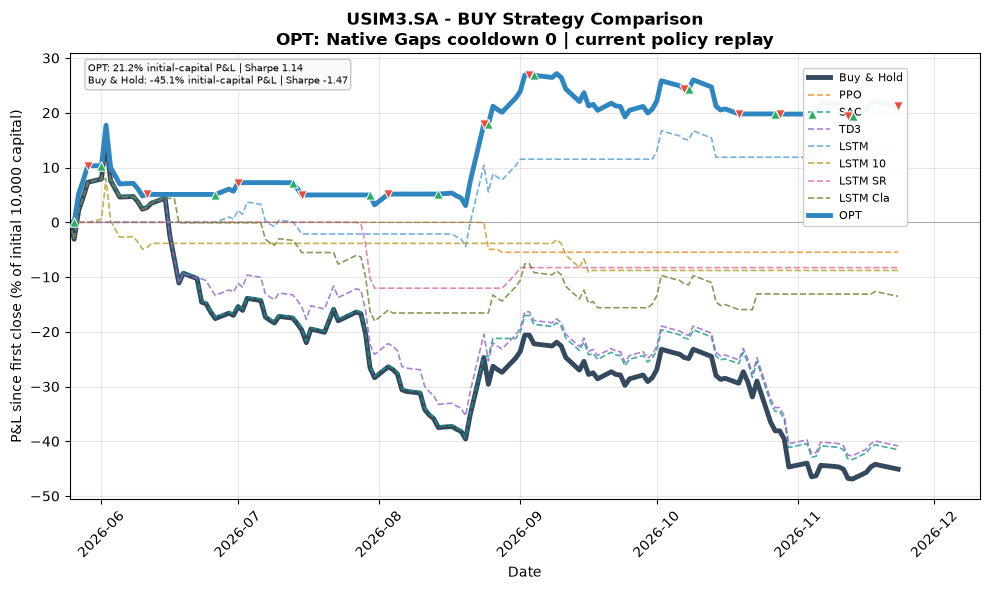 USIM3.SA - BUY Strategy Comparison
OPT: Native Gaps cooldown 0 | current policy replay
OPT: 21.2% initial-capital P&L | Sharpe 1.14
Buy & Hold: -45.1% initial-capital P&L | Sharpe -1.47
Buy & Hold
PPO
SAC
TD3
LSTM
LSTM 10
LSTM SR
LSTM Cla
OPT
P&L since first close (% of initial 10,000 capital)
30
20
10
0
−10
−20
−30
−40
−50
2026-06
2026-07
2026-08
2026-09
2026-10
2026-11
2026-12
Date